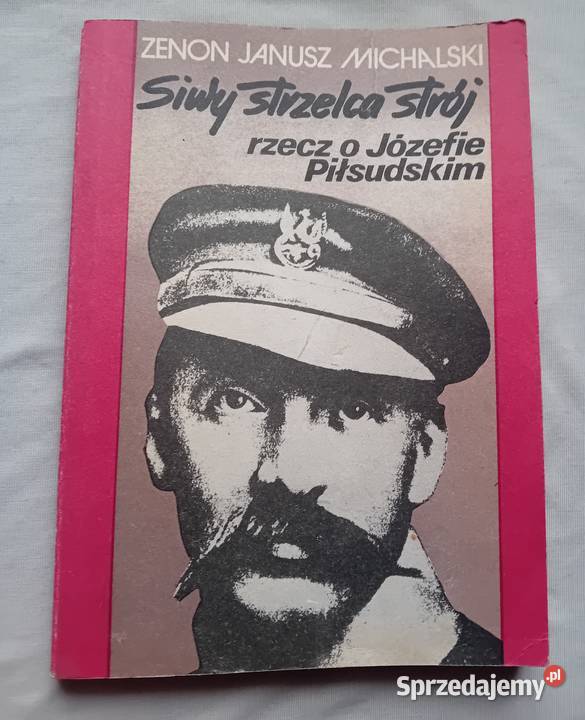 ZENON JANUSZ MICHALSKI
Siwy strzelca strój
rzecz o Józefie
Piłsudskim
Sprzedajemy.pl